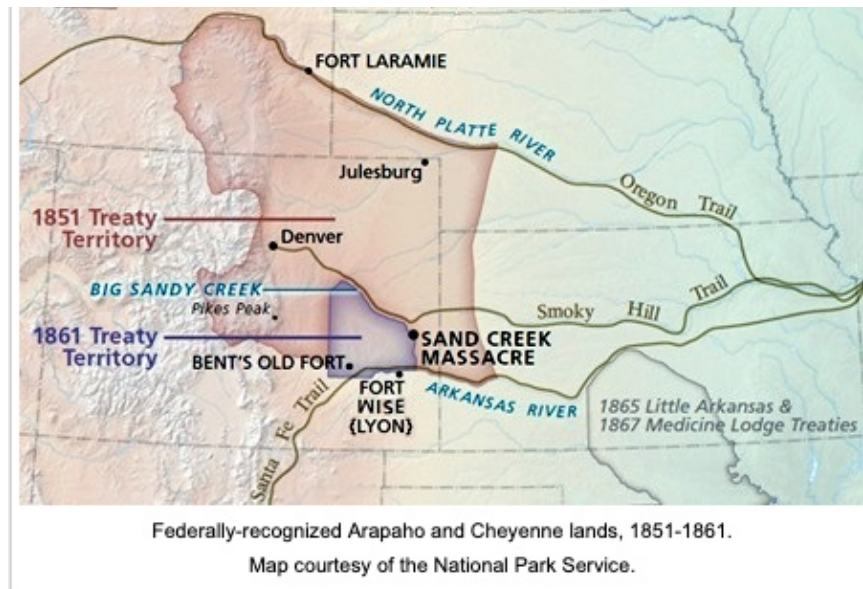 FORT LARAMIE
NORTH PLATTE RIVER
Julesburg
Oregon Trail
1851 Treaty
Territory
Denver
BIG SANDY CREEK
Pikes Peak
Smoky Hill Trail
1861 Treaty
Territory
SAND CREEK
MASSACRE
BENT'S OLD FORT
FORT
WISE
{LYON}
ARKANSAS RIVER
Santa Fe Trail
1865 Little Arkansas &
1867 Medicine Lodge Treaties
Federally-recognized Arapaho and Cheyenne lands, 1851-1861.
Map courtesy of the National Park Service.